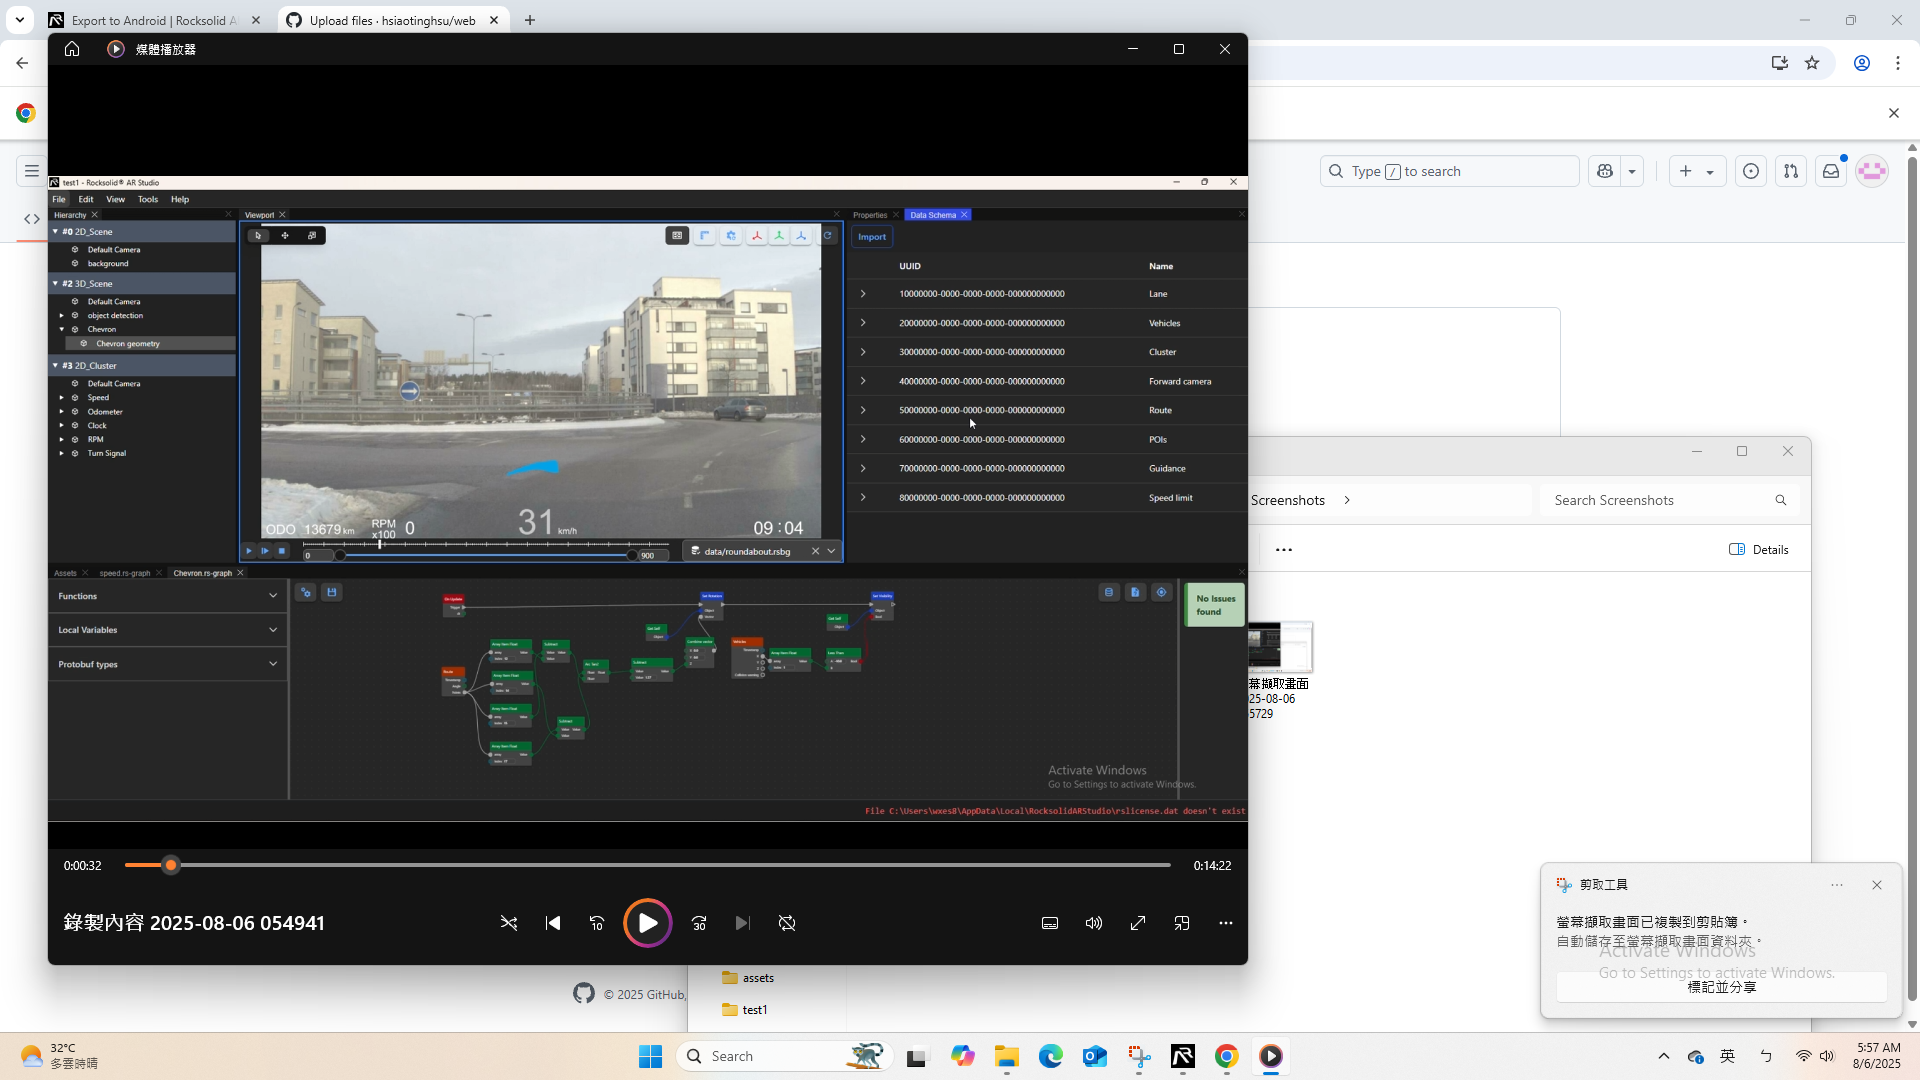 Export to Android | Rocksolid A
Upload files · hsiaotinghsu/web
媒體播放器
Type / to search
test1 - Rocksolid® AR Studio
File Edit View Tools Help
Hierarchy
#0 2D_Scene
Default Camera
background
#2 3D_Scene
Default Camera
object detection
Chevron
Chevron geometry
#3 2D_Cluster
Default Camera
Speed
Odometer
Clock
RPM
Turn Signal
Viewport
ODO 13679 km
RPM x100 0
31 km/h
09:04
0
900
data/roundabout.rsbg
Properties
Data Schema
Import
UUID Name
10000000-0000-0000-0000-000000000000 Lane
20000000-0000-0000-0000-000000000000 Vehicles
30000000-0000-0000-0000-000000000000 Cluster
40000000-0000-0000-0000-000000000000 Forward camera
50000000-0000-0000-0000-000000000000 Route
60000000-0000-0000-0000-000000000000 POIs
70000000-0000-0000-0000-000000000000 Guidance
80000000-0000-0000-0000-000000000000 Speed limit
Assets speed.rs-graph Chevron.rs-graph
Functions
Local Variables
Protobuf types
No Issues
found
Activate Windows
Go to Settings to activate Windows.
File C:\Users\wxes8\AppData\Local\RocksolidARStudio\rslicense.dat doesn't exist
0:00:32
0:14:22
錄製內容 2025-08-06 054941
10
30
Screenshots
Search Screenshots
Details
幕擷取畫面
25-08-06
5729
assets
test1
© 2025 GitHub,
剪取工具
螢幕擷取畫面已複製到剪貼簿。
自動儲存至螢幕擷取畫面資料夾。
標記並分享
Activate Windows
Go to Settings to activate Windows.
32°C
多雲時晴
Search
英
ㄅ
5:57 AM
8/6/2025